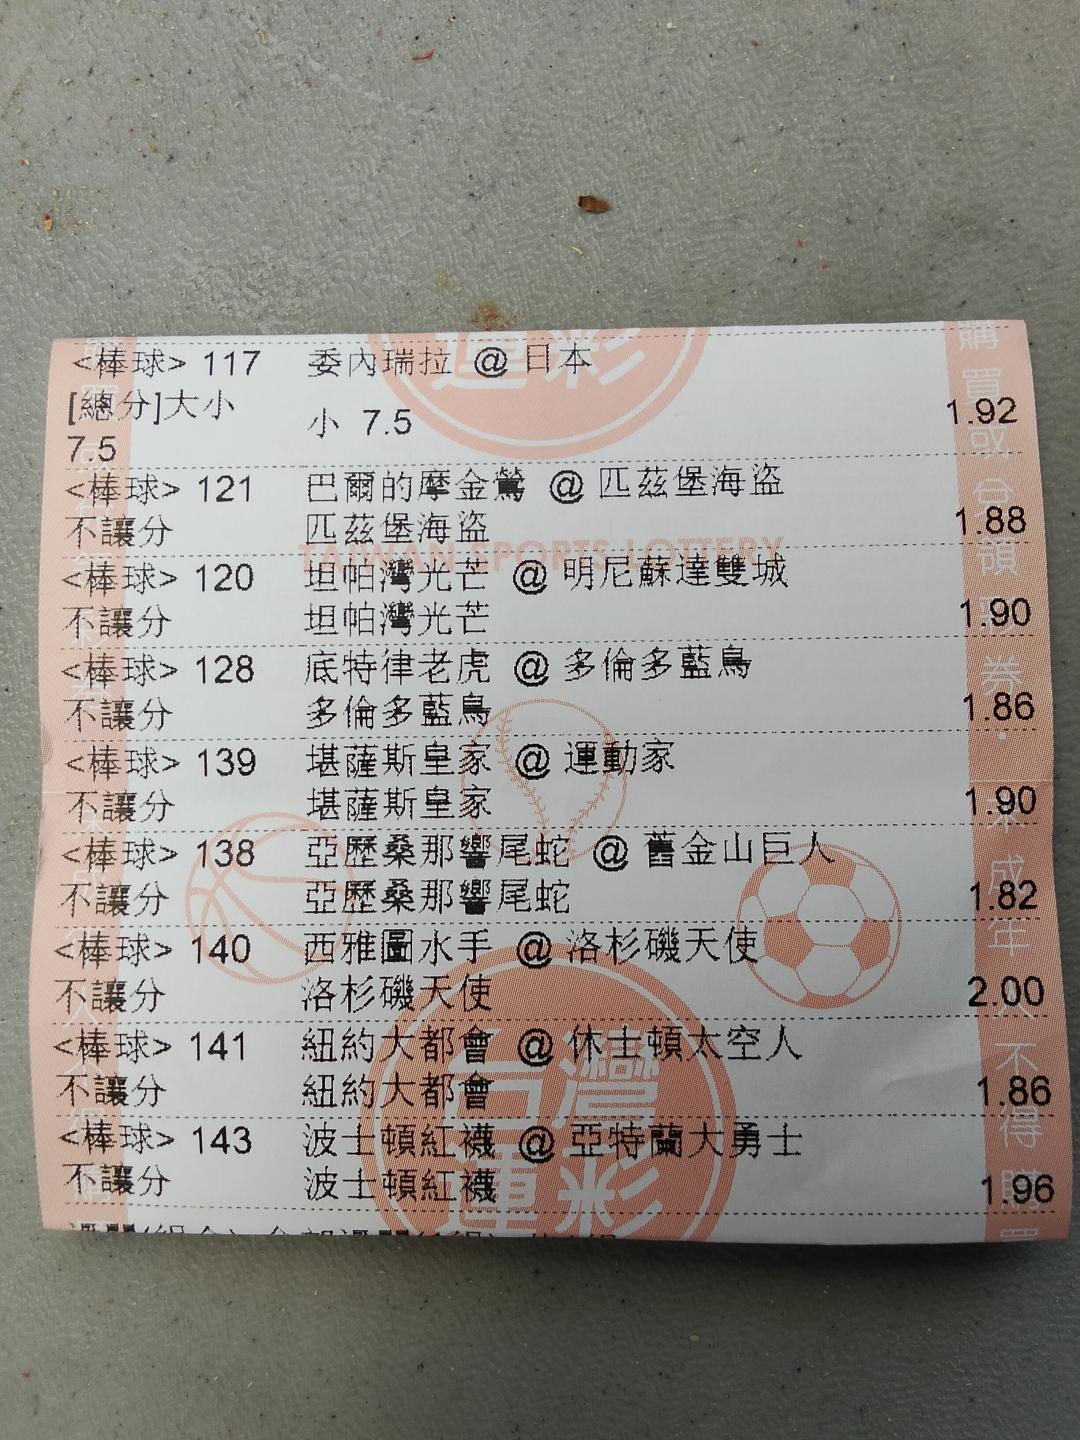 <棒球> 117 委內瑞拉 @ 日本
[總分]大小 7.5 小 7.5 1.92
<棒球> 121 巴爾的摩金鶯 @ 匹茲堡海盜
不讓分 匹茲堡海盜 1.88
TAIWAN SPORTS LOTTERY
<棒球> 120 坦帕灣光芒 @ 明尼蘇達雙城
不讓分 坦帕灣光芒 1.90
<棒球> 128 底特律老虎 @ 多倫多藍鳥
不讓分 多倫多藍鳥 1.86
<棒球> 139 堪薩斯皇家 @ 運動家
不讓分 堪薩斯皇家 1.90
<棒球> 138 亞歷桑那響尾蛇 @ 舊金山巨人
不讓分 亞歷桑那響尾蛇 1.82
<棒球> 140 西雅圖水手 @ 洛杉磯天使
不讓分 洛杉磯天使 2.00
<棒球> 141 紐約大都會 @ 休士頓太空人
不讓分 紐約大都會 1.86
<棒球> 143 波士頓紅襪 @ 亞特蘭大勇士
不讓分 波士頓紅襪 1.96
台灣
運彩